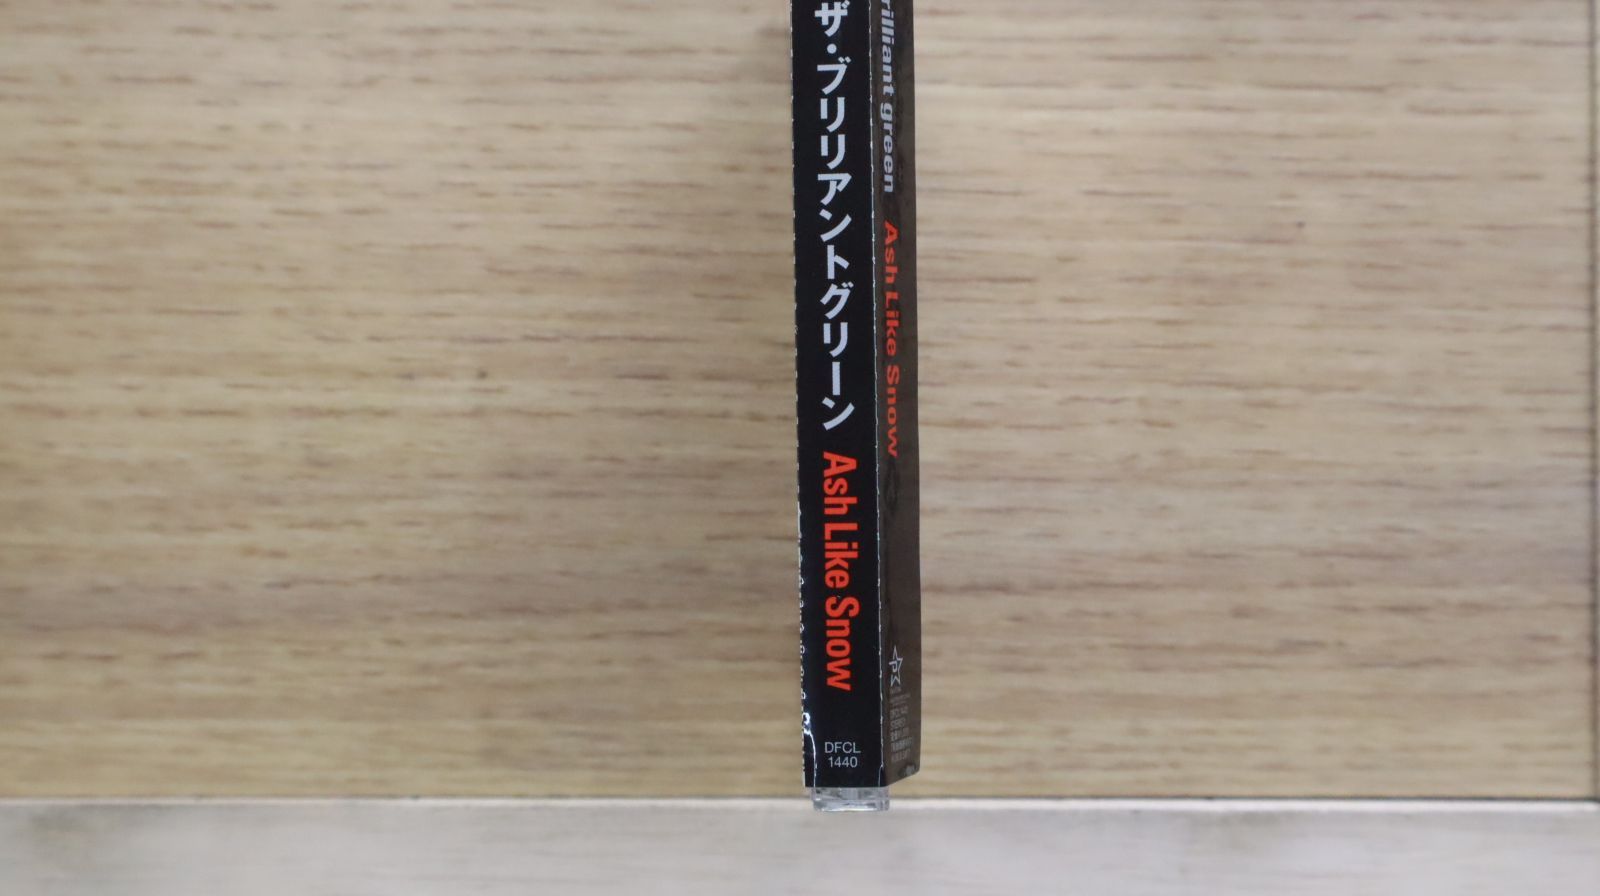 ザ・ブリリアントグリーン Ash Like Snow
DFCL
1440
rilliant green Ash Like Snow